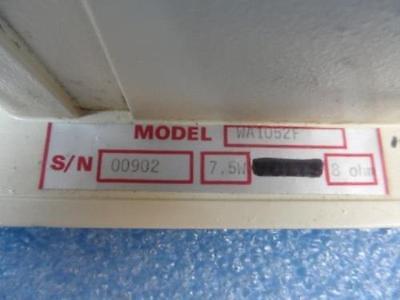 MODEL WA1052F
S/N 00902 7.5W 8 ohm